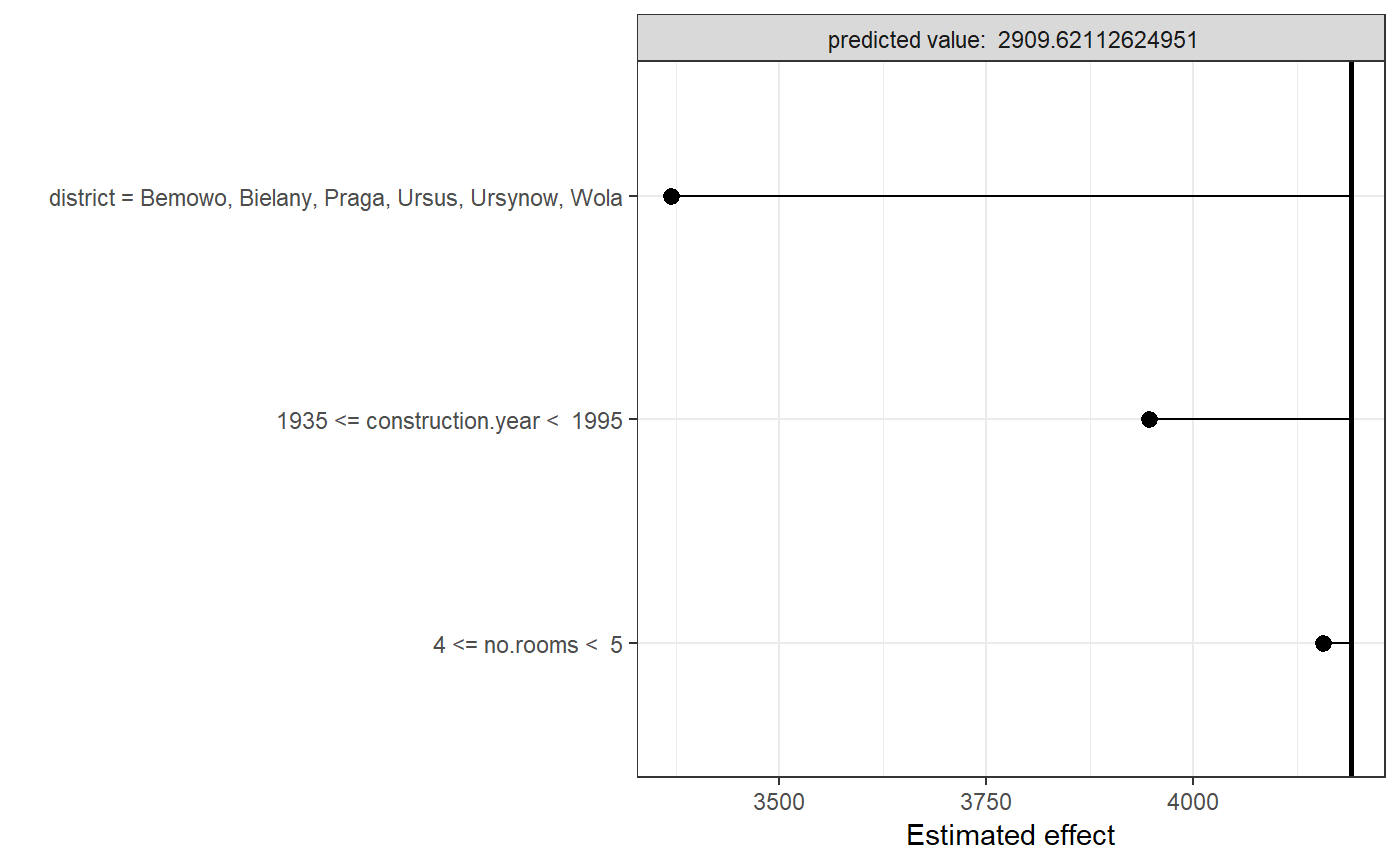 predicted value:  2909.62112624951
district = Bemowo, Bielany, Praga, Ursus, Ursynow, Wola
1935 <= construction.year <  1995
4 <= no.rooms <  5
3500 3750 4000
Estimated effect